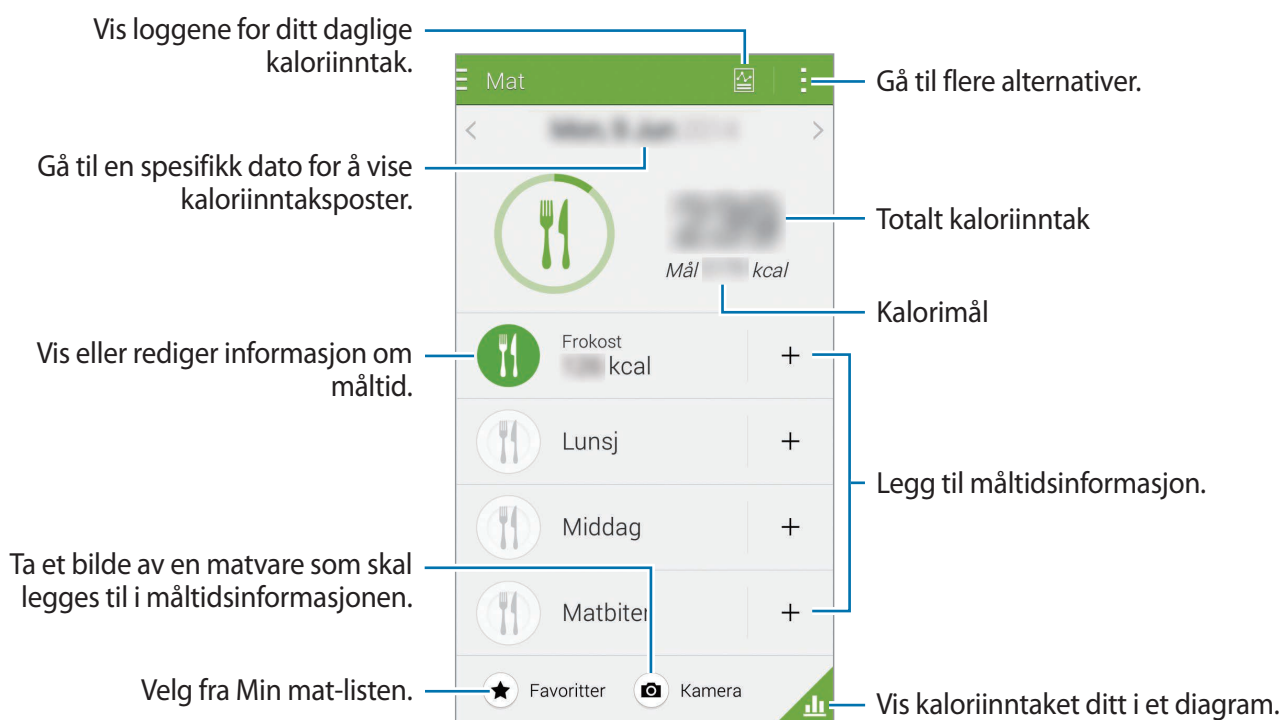 Vis loggene for ditt daglige
kaloriinntak.
Mat
Gå til flere alternativer.
Gå til en spesifikk dato for å vise
kaloriinntaksposter.
Totalt kaloriinntak
Mål
kcal
Kalorimål
Vis eller rediger informasjon om
måltid.
Frokost
kcal
+
Lunsj
+
Legg til måltidsinformasjon.
Middag
+
Ta et bilde av en matvare som skal
legges til i måltidsinformasjonen.
Matbiter
+
Velg fra Min mat-listen.
Favoritter
Kamera
Vis kaloriinntaket ditt i et diagram.